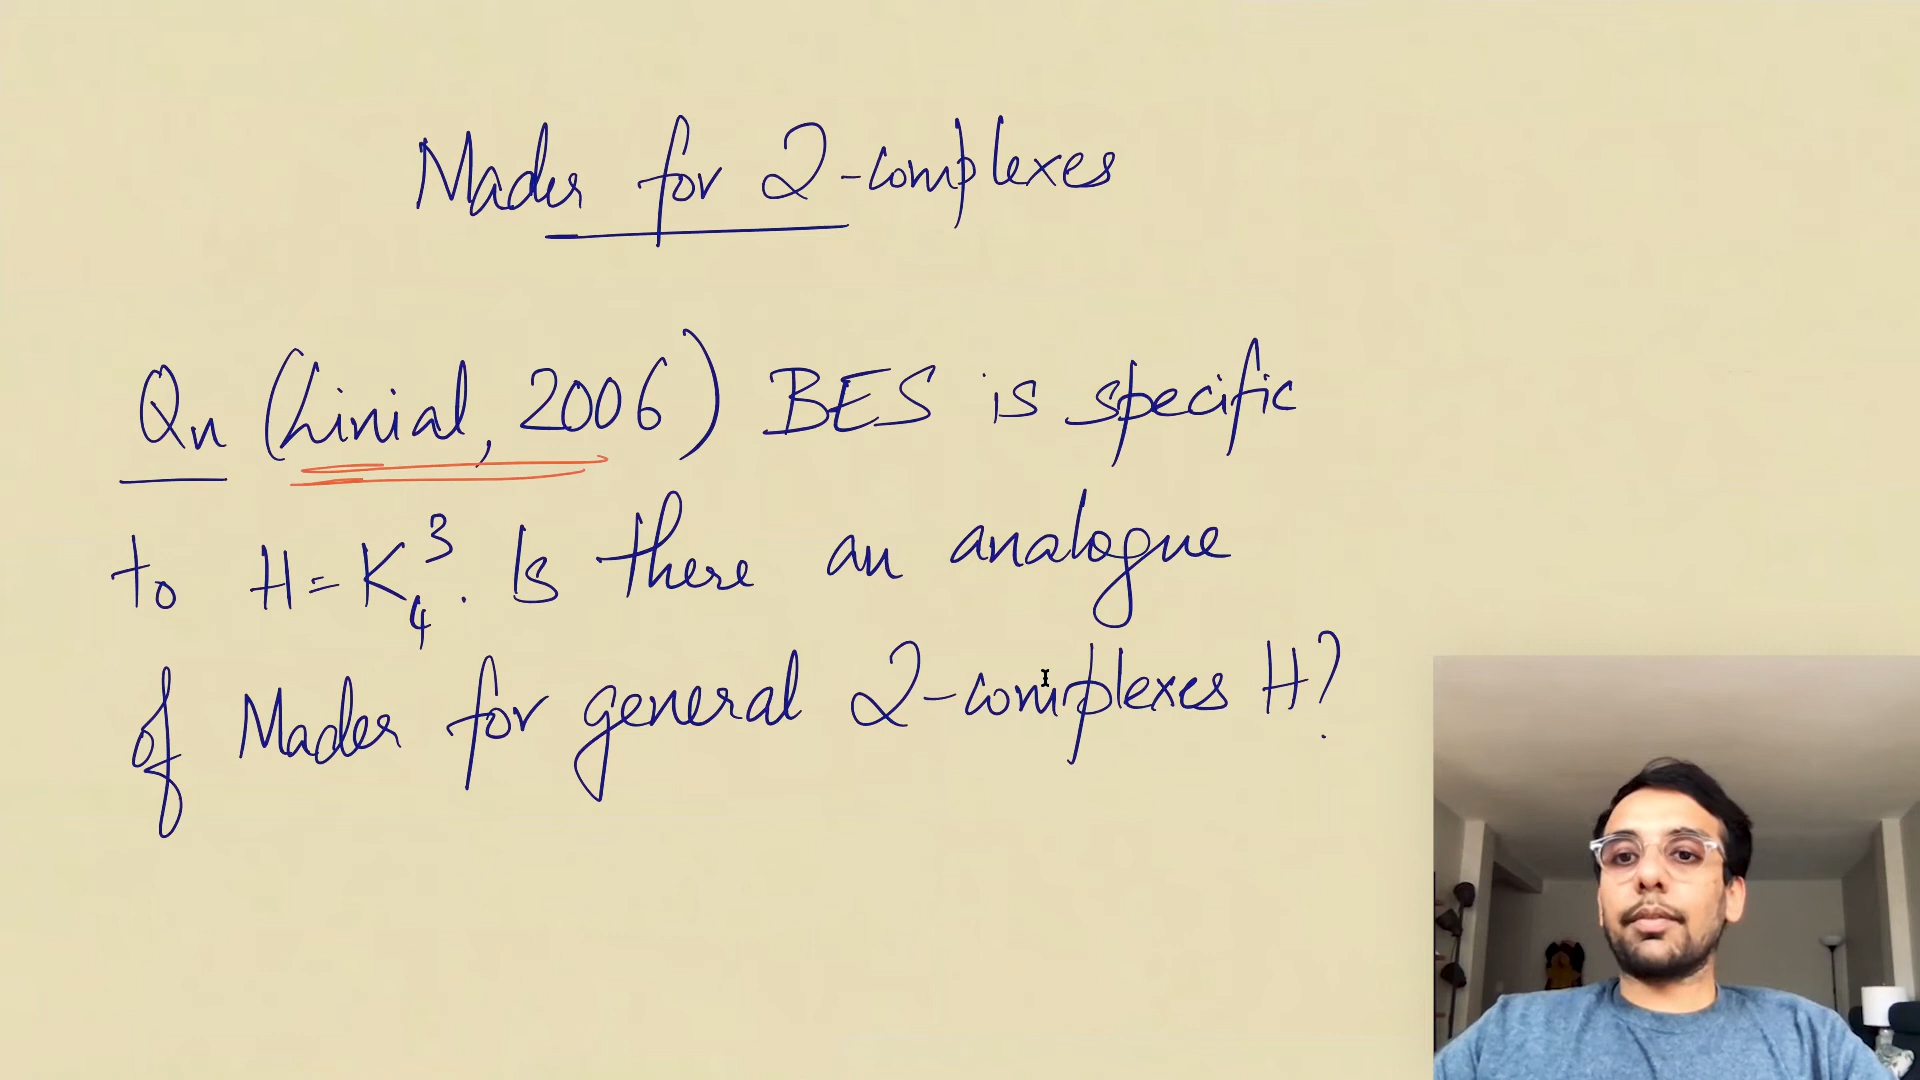 Mader for 2-complexes
Qn (Linial, 2006) BES is specific
to H = K_4^3. Is there an analogue
of Mader for general 2-complexes H?